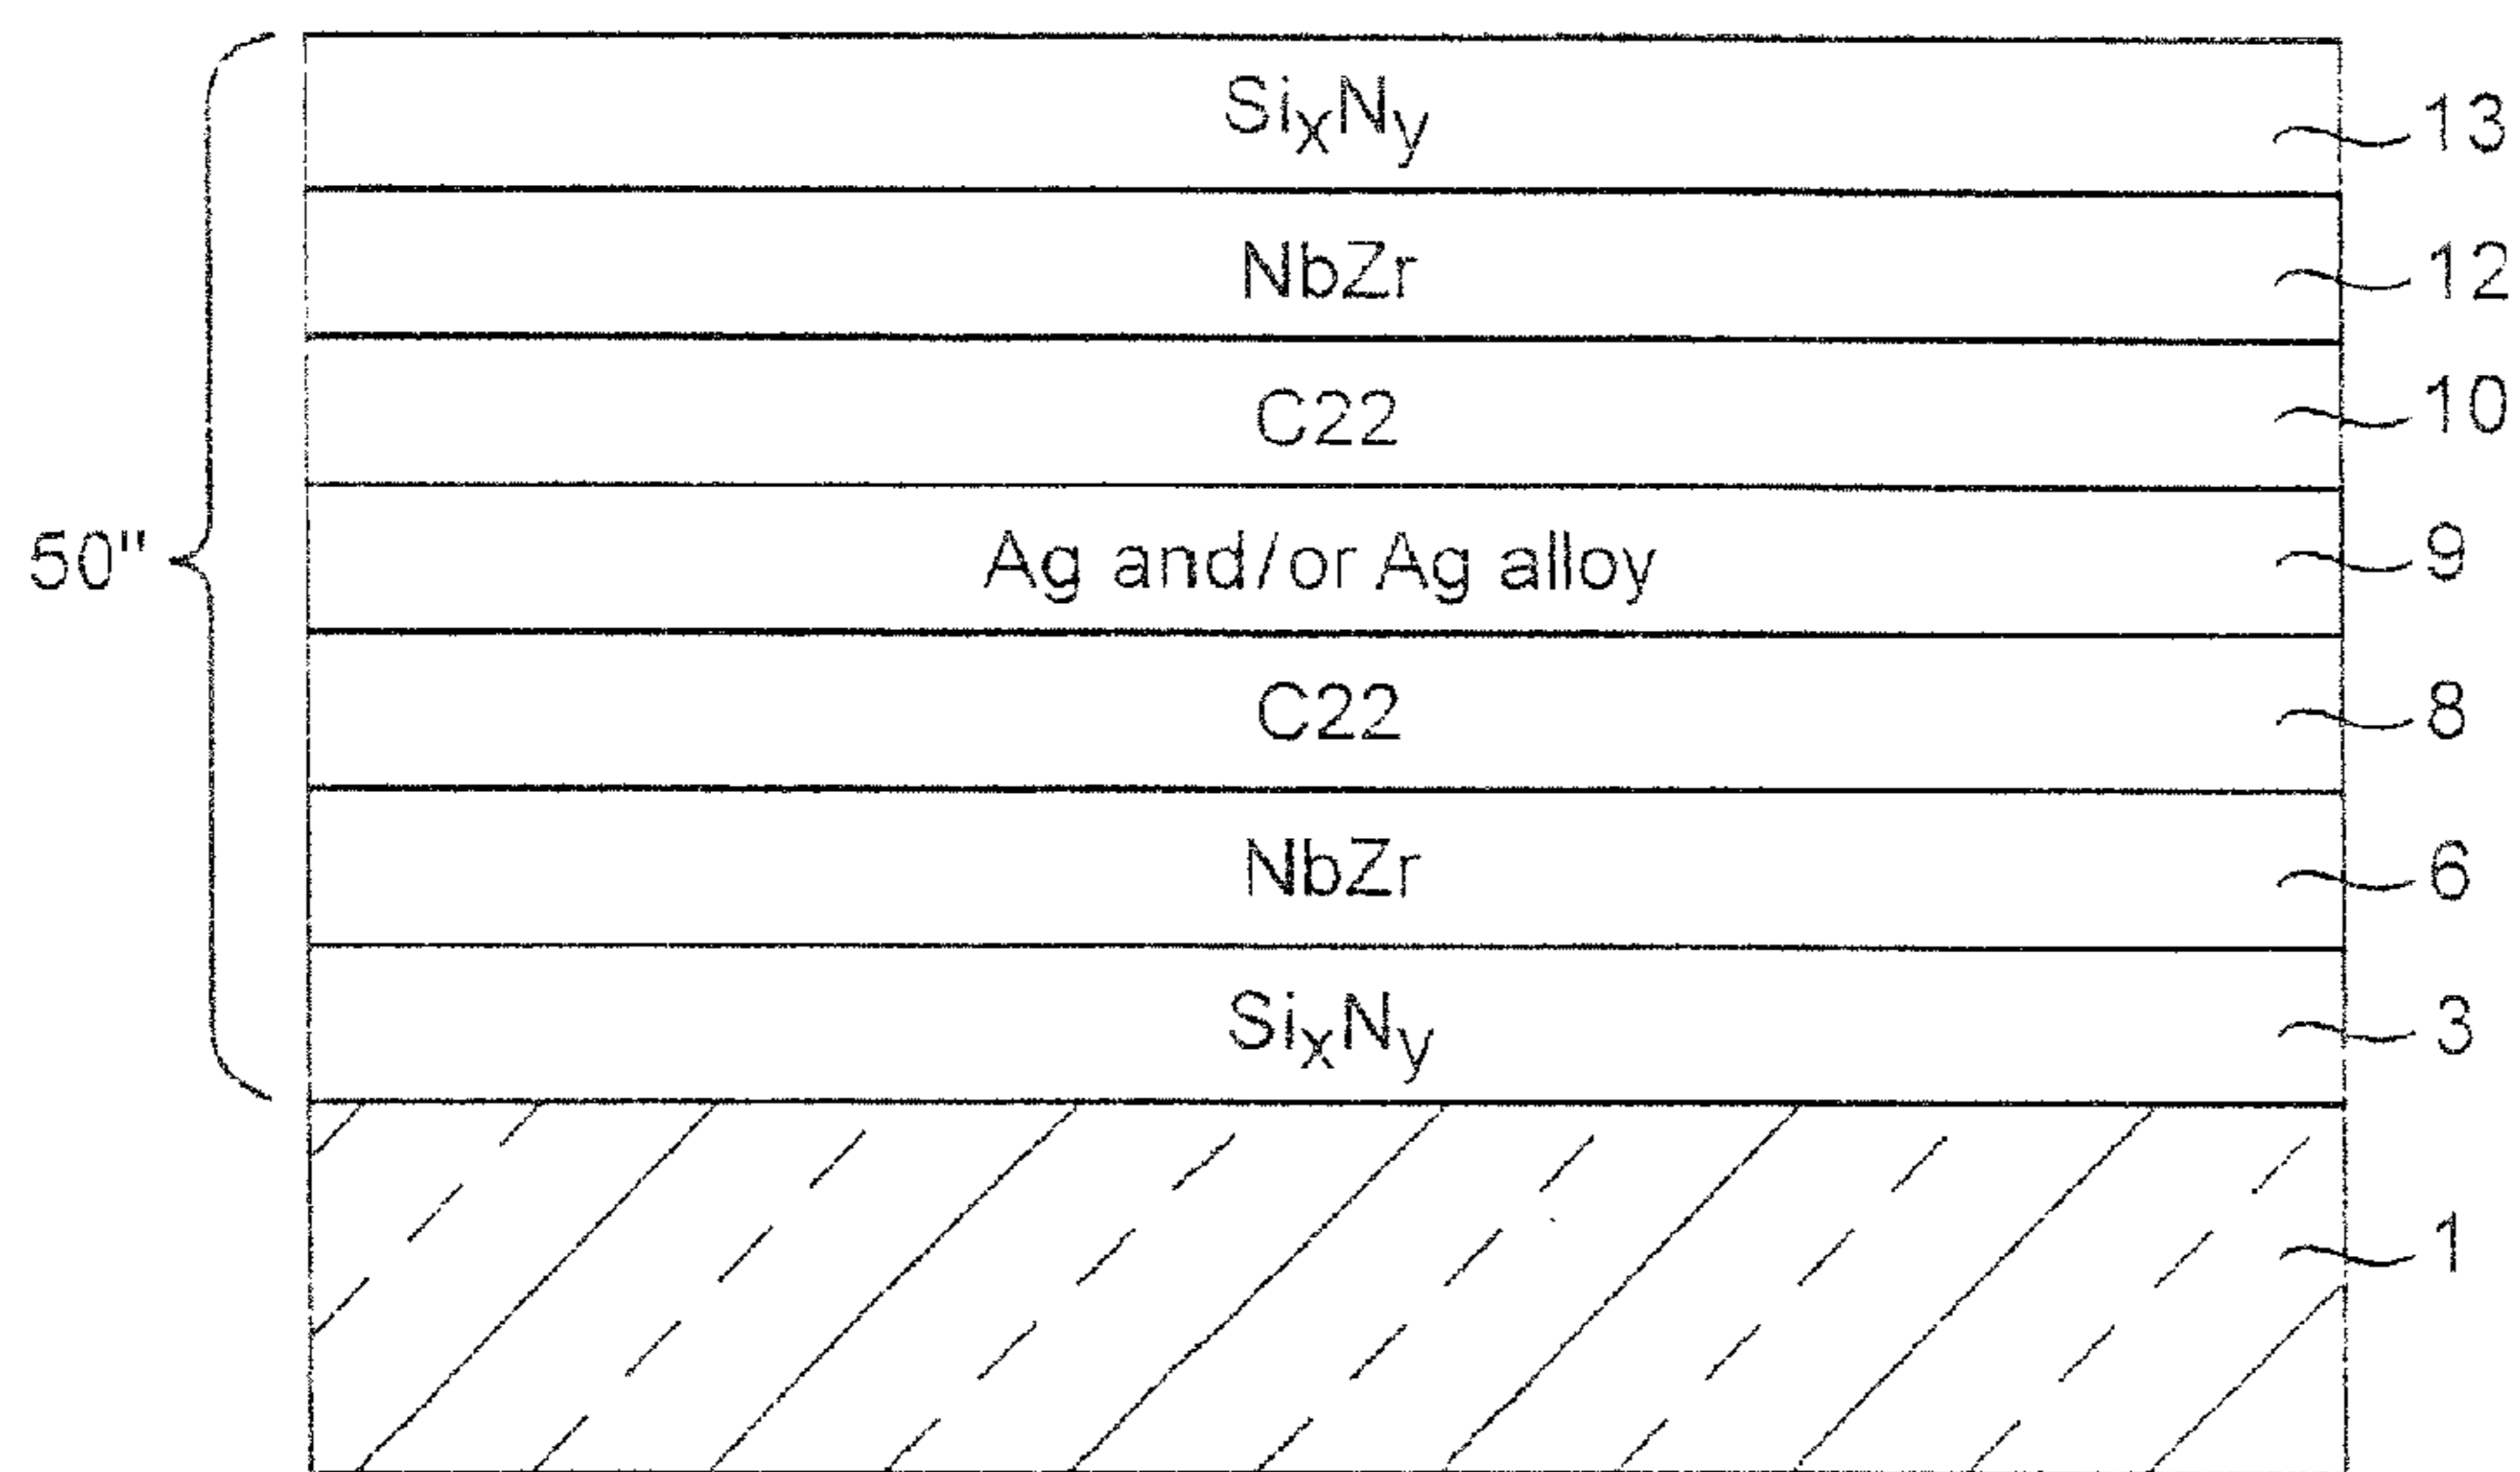 SixNy 13
NbZr 12
C22 10
50" Ag and/or Ag alloy 9
C22 8
NbZr 6
SixNy 3
1